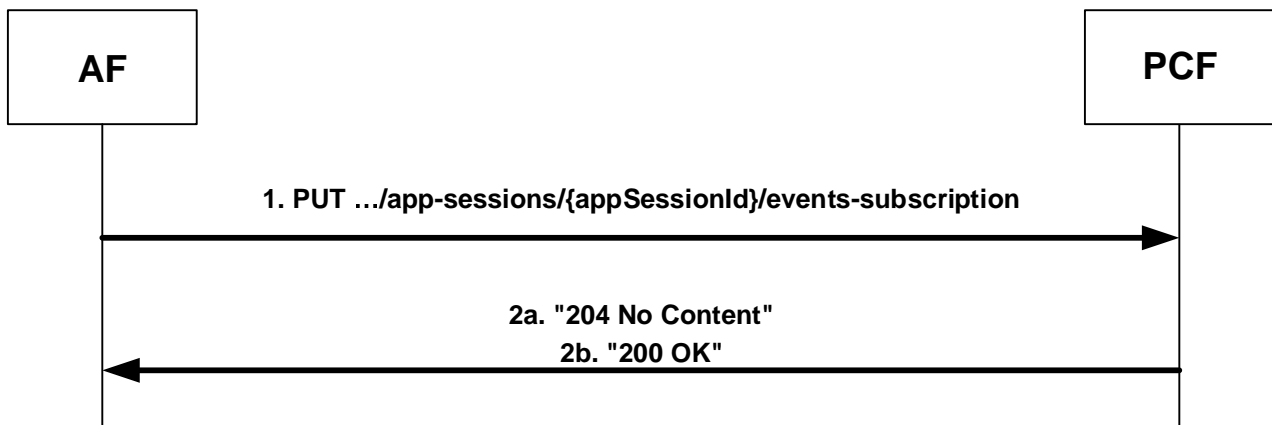 AF
PCF
1. PUT …/app-sessions/{appSessionId}/events-subscription
2a. "204 No Content"
2b. "200 OK"